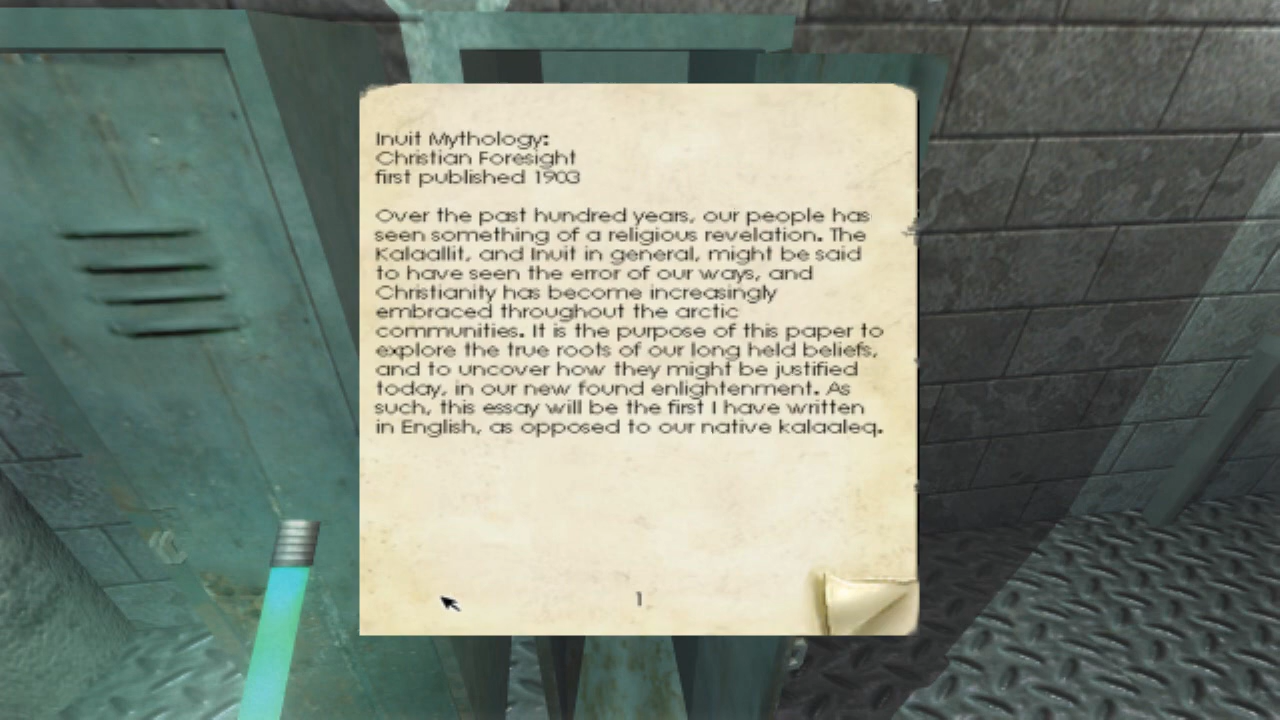 Inuit Mythology:
Christian Foresight
first published 1903
Over the past hundred years, our people has
seen something of a religious revelation. The
Kalaallit, and Inuit in general, might be said
to have seen the error of our ways, and
Christianity has become increasingly
embraced throughout the arctic
communities. It is the purpose of this paper to
explore the true roots of our long held beliefs,
and to uncover how they might be justified
today, in our new found enlightenment. As
such, this essay will be the first I have written
in English, as opposed to our native kalaaleq.
1